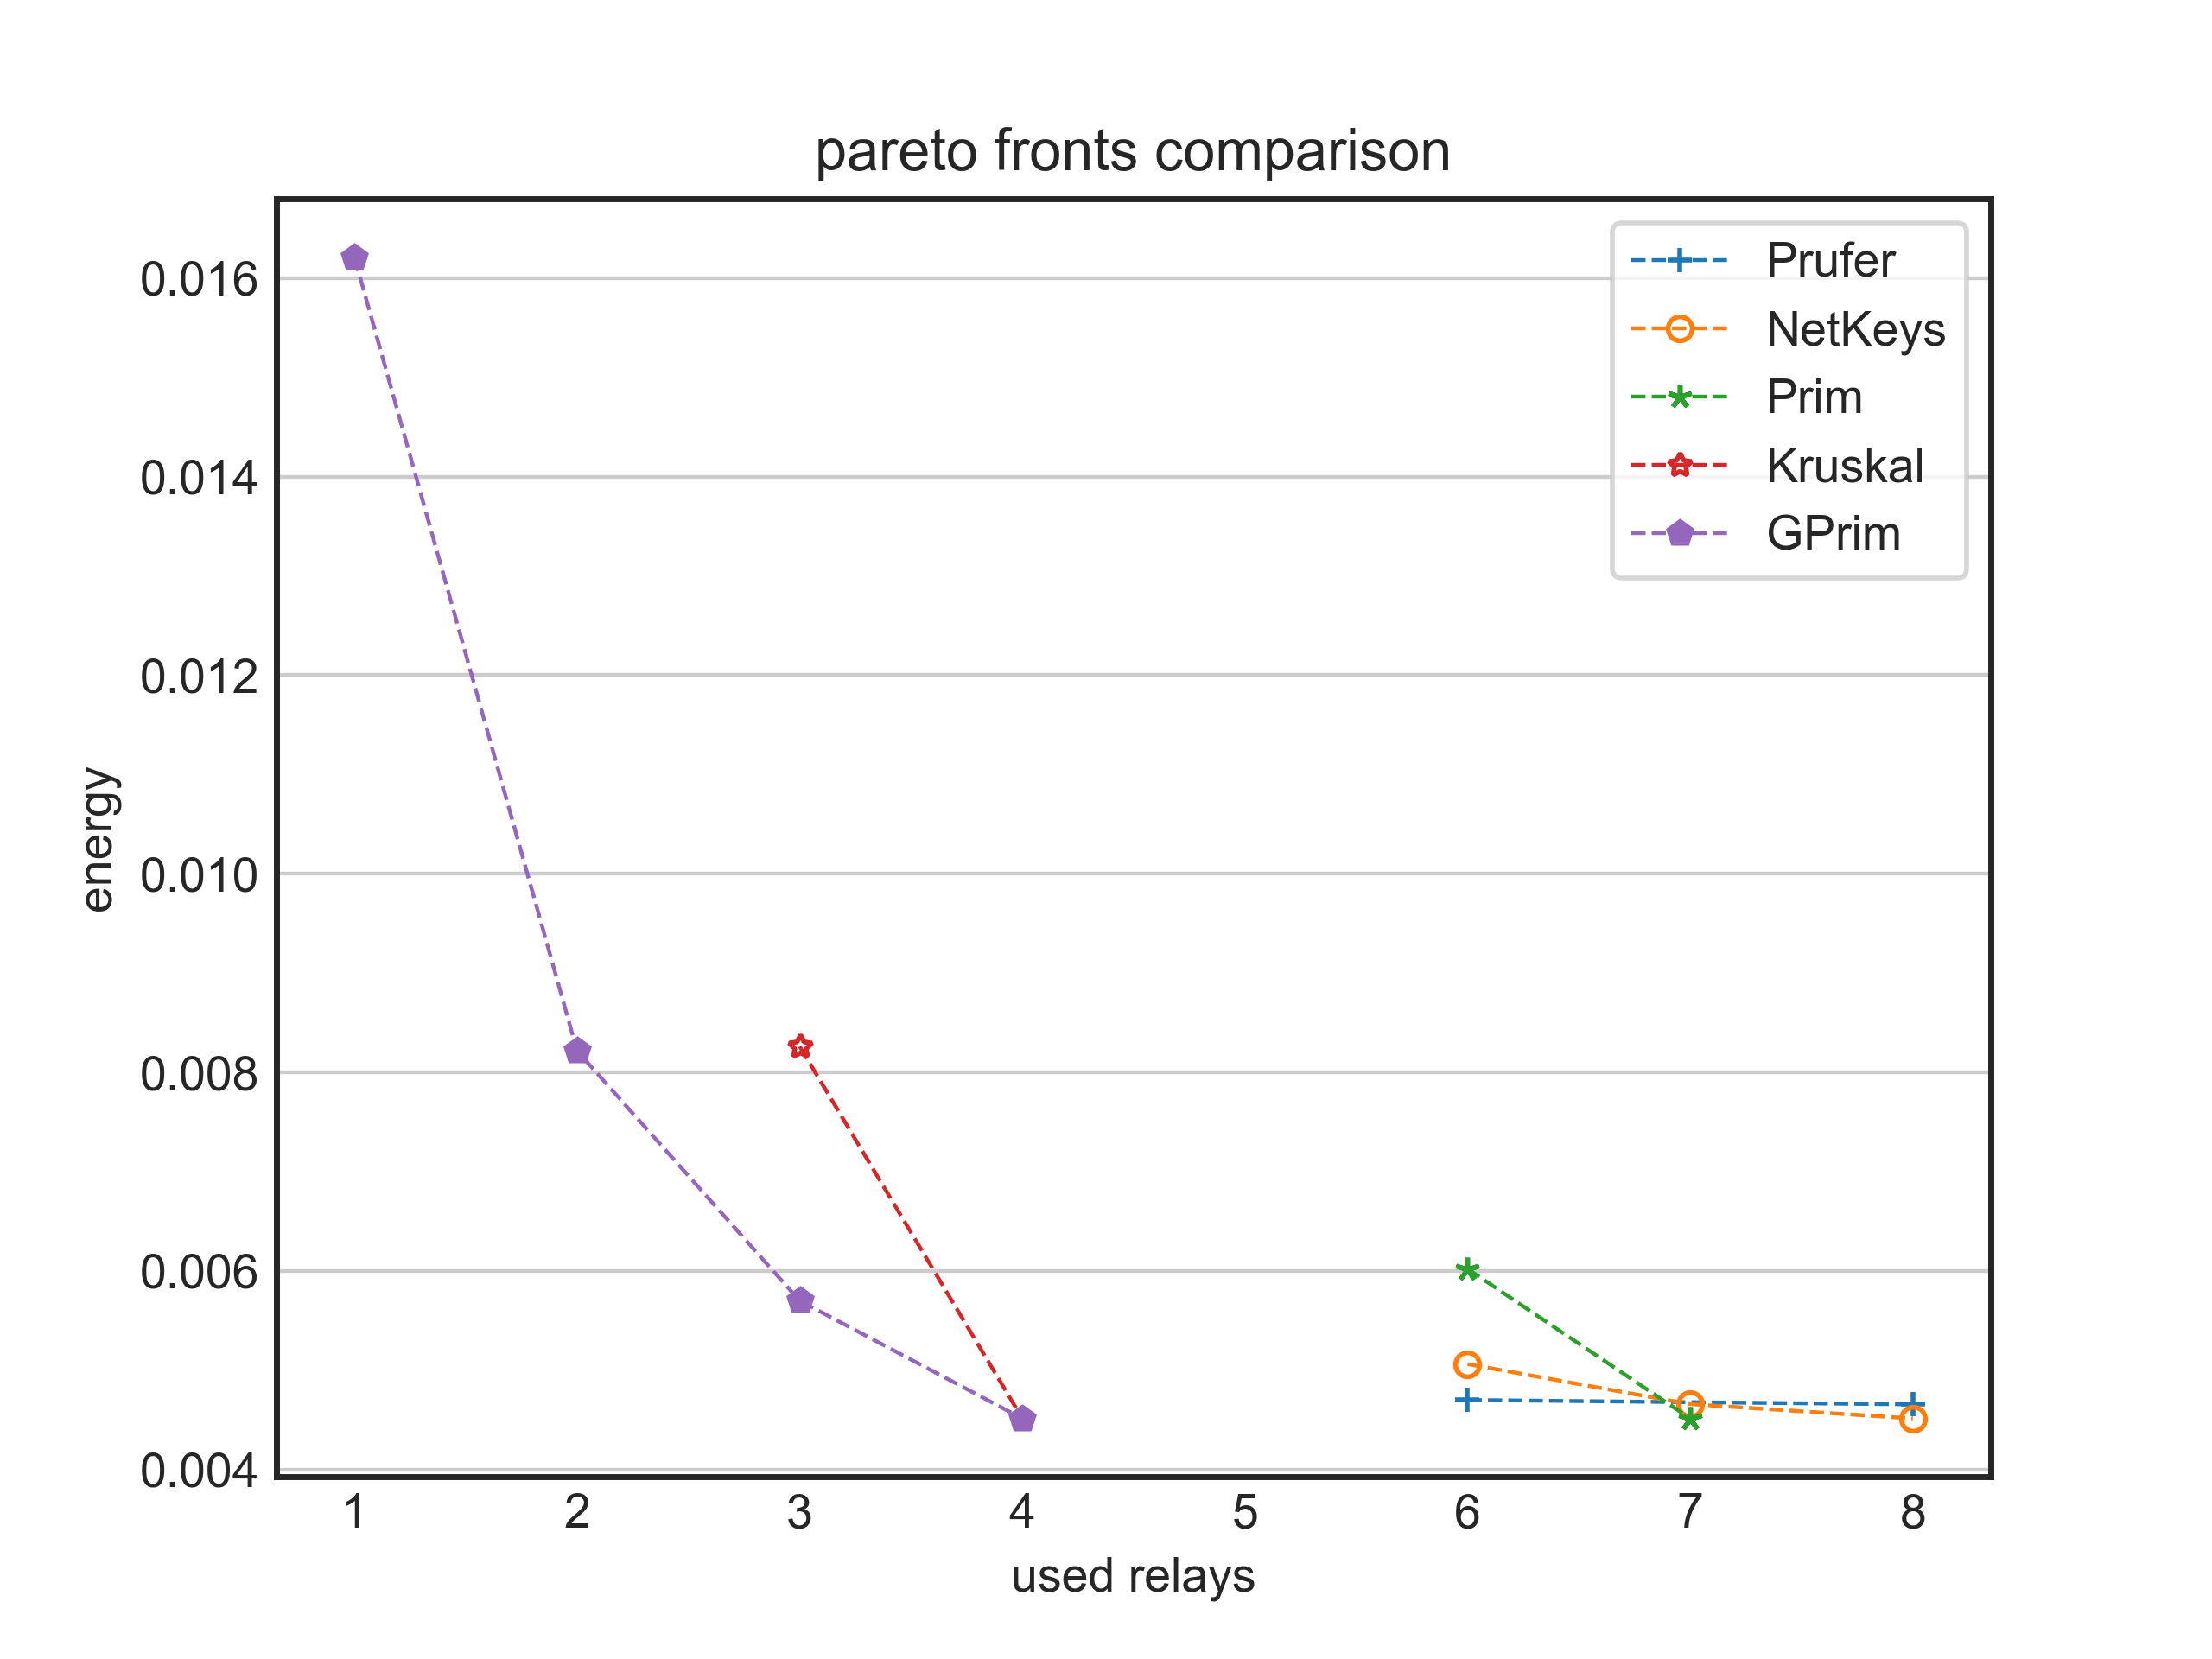 pareto fronts comparison
Prufer
NetKeys
Prim
Kruskal
GPrim
0.016
0.014
0.012
0.010
0.008
0.006
0.004
energy
1 2 3 4 5 6 7 8
used relays